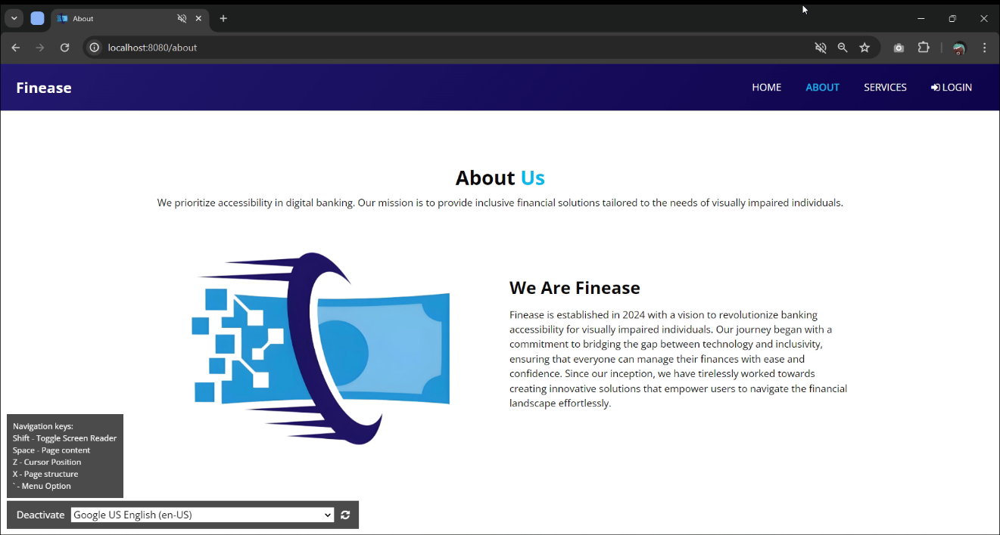 About
localhost:8080/about
Finease
HOME
ABOUT
SERVICES
LOGIN
About Us
We prioritize accessibility in digital banking. Our mission is to provide inclusive financial solutions tailored to the needs of visually impaired individuals.
We Are Finease
Finease is established in 2024 with a vision to revolutionize banking
accessibility for visually impaired individuals. Our journey began with a
commitment to bridging the gap between technology and inclusivity,
ensuring that everyone can manage their finances with ease and
confidence. Since our inception, we have tirelessly worked towards
creating innovative solutions that empower users to navigate the financial
landscape effortlessly.
Navigation keys:
Shift - Toggle Screen Reader
Space - Page content
Z - Cursor Position
X - Page structure
` - Menu Option
Deactivate
Google US English (en-US)